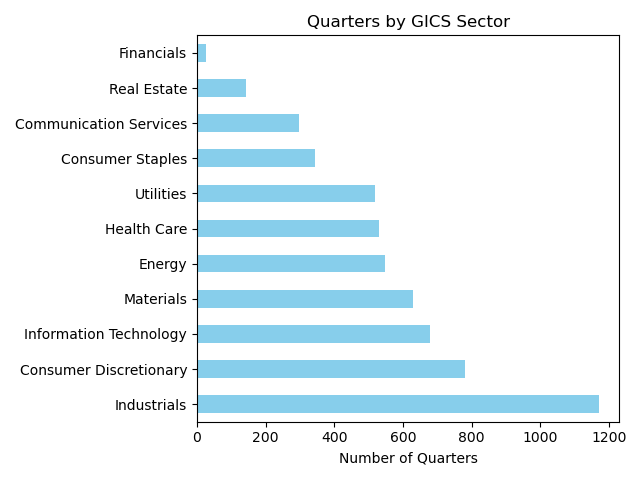 Quarters by GICS Sector
Financials
Real Estate
Communication Services
Consumer Staples
Utilities
Health Care
Energy
Materials
Information Technology
Consumer Discretionary
Industrials
0 200 400 600 800 1000 1200
Number of Quarters